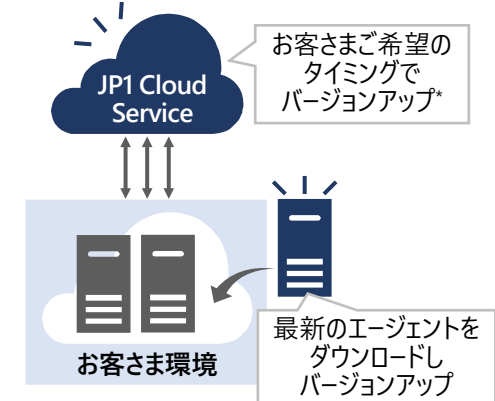 お客さまご希望の
タイミングで
バージョンアップ*
JP1 Cloud
Service
お客さま環境
最新のエージェントを
ダウンロードし
バージョンアップ